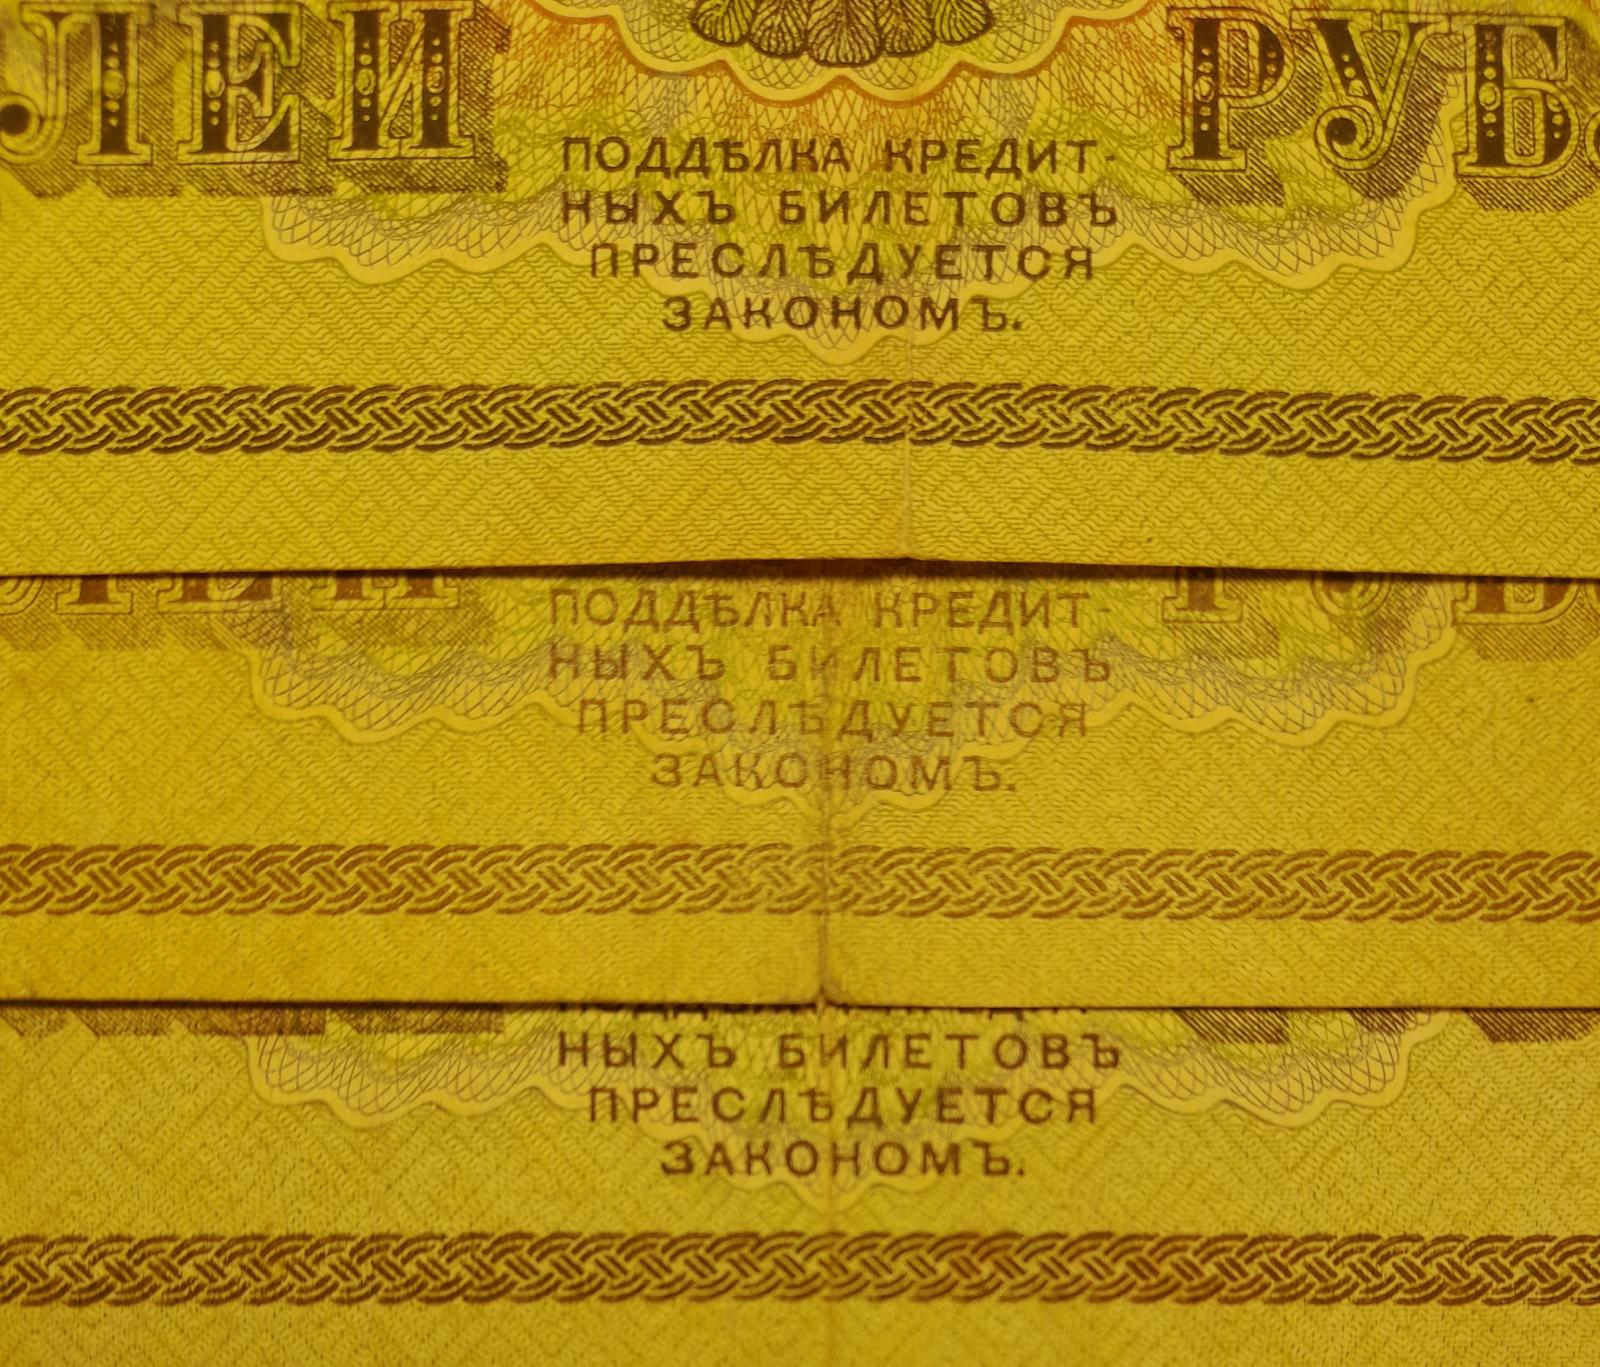 ЛЕЙ РУБ.
ПОДДѢЛКА КРЕДИТ-
НЫХЪ БИЛЕТОВЪ
ПРЕСЛѢДУЕТСЯ
ЗАКОНОМЪ.
ПОДДѢЛКА КРЕДИТ-
НЫХЪ БИЛЕТОВЪ
ПРЕСЛѢДУЕТСЯ
ЗАКОНОМЪ.
НЫХЪ БИЛЕТОВЪ
ПРЕСЛѢДУЕТСЯ
ЗАКОНОМЪ.